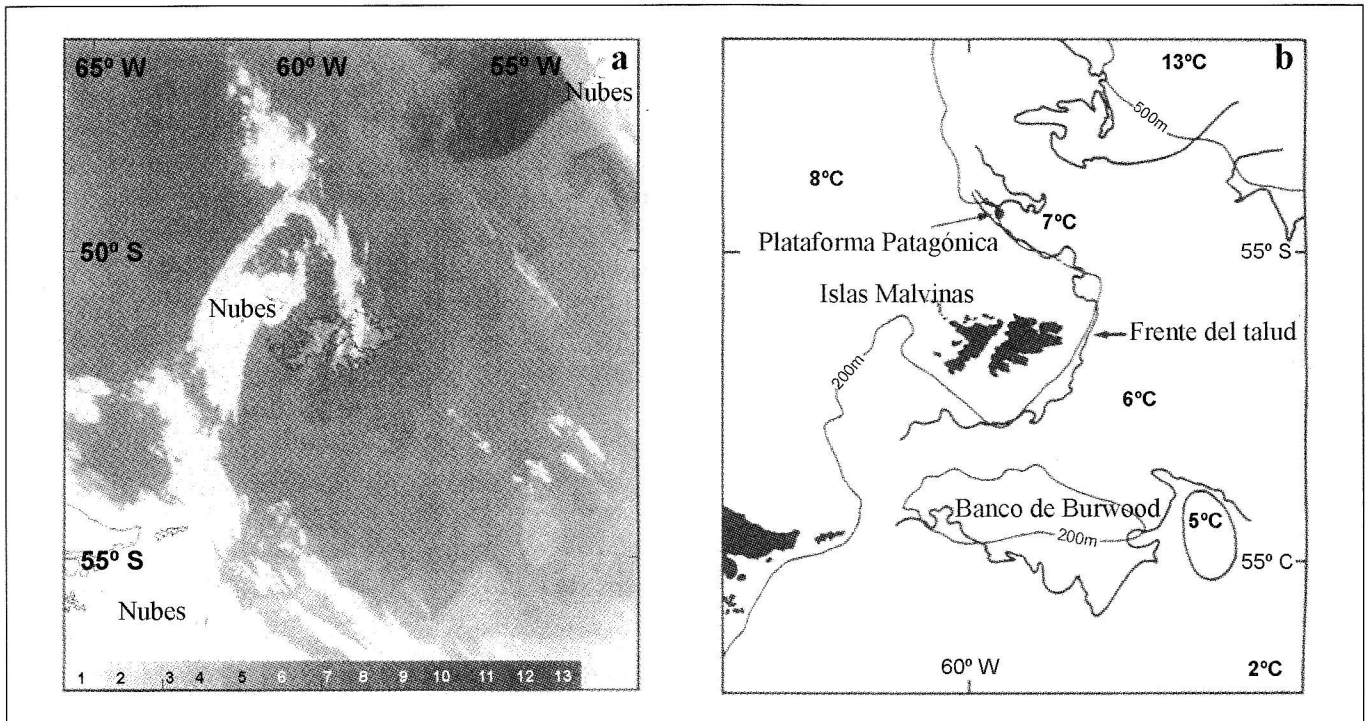 65º W
60º W
55º W
a
Nubes
50º S
Nubes
55º S
Nubes
1 2 3 4 5 6 7 8 9 10 11 12 13
b
13ºC
500m
8ºC
7ºC
Plataforma Patagónica
55º S
Islas Malvinas
Frente del talud
200m
6ºC
Banco de Burwood
5ºC
200m
55º C
60º W
2ºC